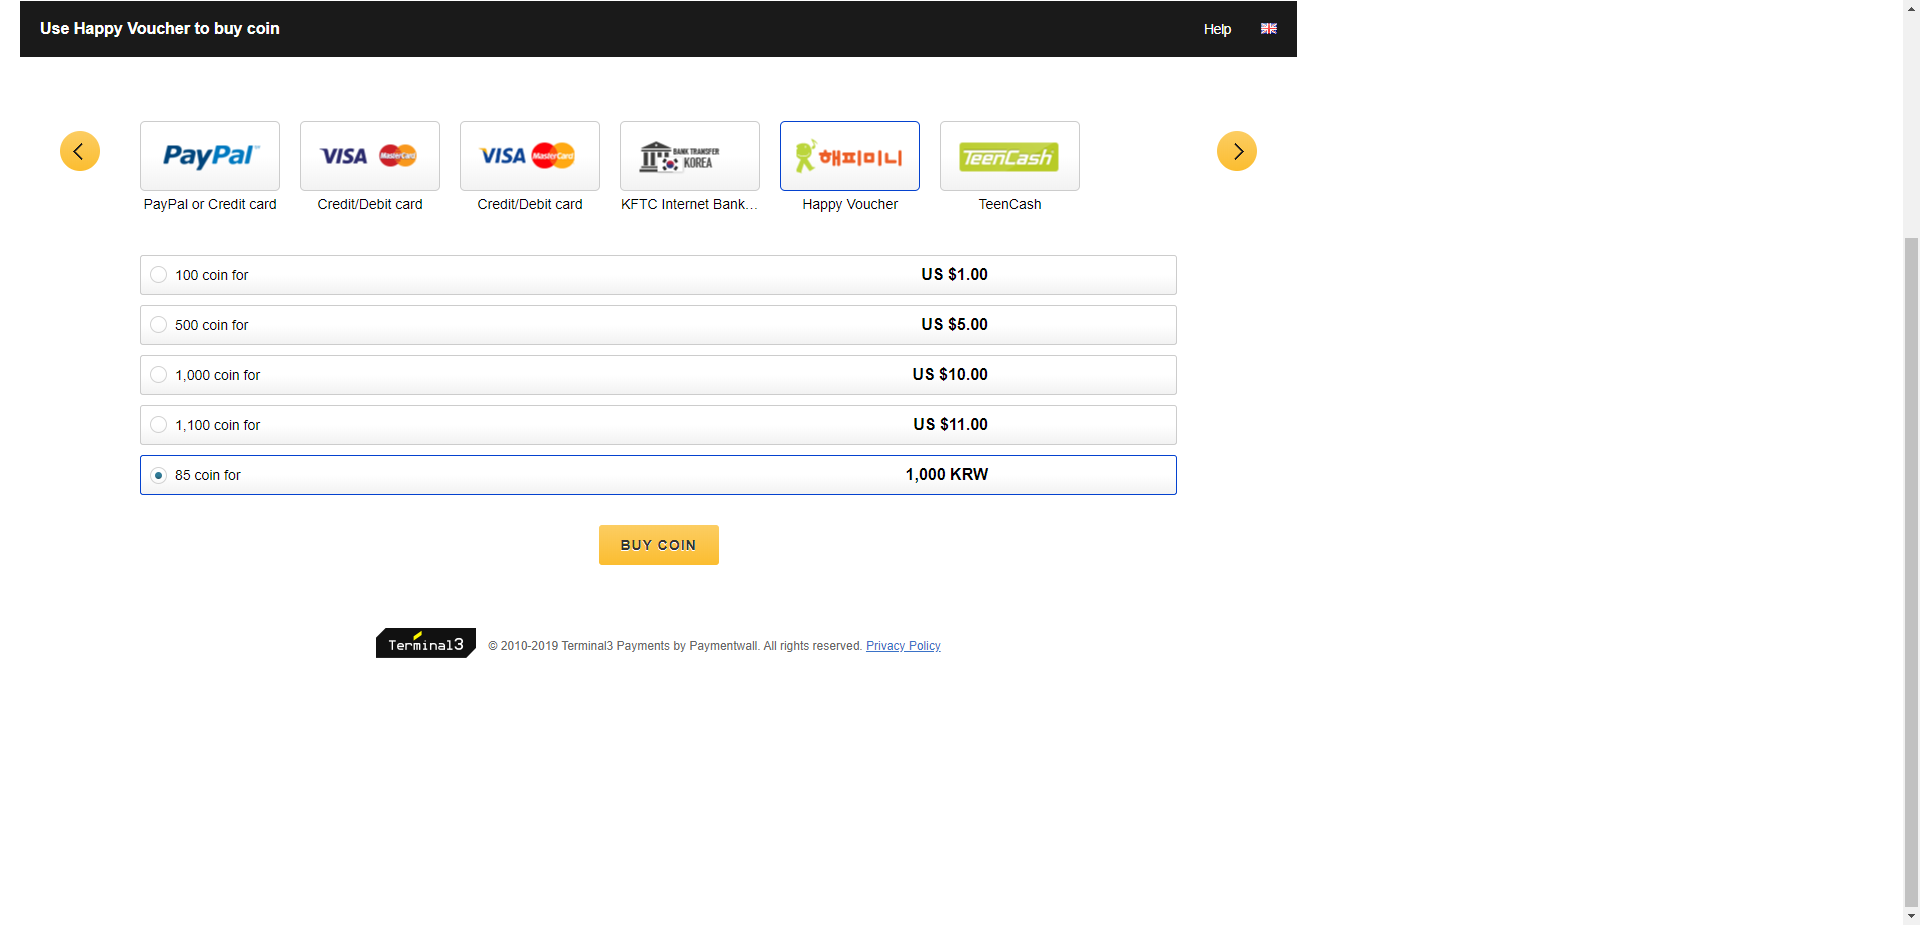 Use Happy Voucher to buy coin
Help
PayPal
VISA MasterCard
VISA MasterCard
BANK TRANSFER
KOREA
해피머니
TeenCash
PayPal or Credit card
Credit/Debit card
Credit/Debit card
KFTC Internet Bank...
Happy Voucher
TeenCash
100 coin for US $1.00
500 coin for US $5.00
1,000 coin for US $10.00
1,100 coin for US $11.00
85 coin for 1,000 KRW
BUY COIN
Terminal3 © 2010-2019 Terminal3 Payments by Paymentwall. All rights reserved. Privacy Policy